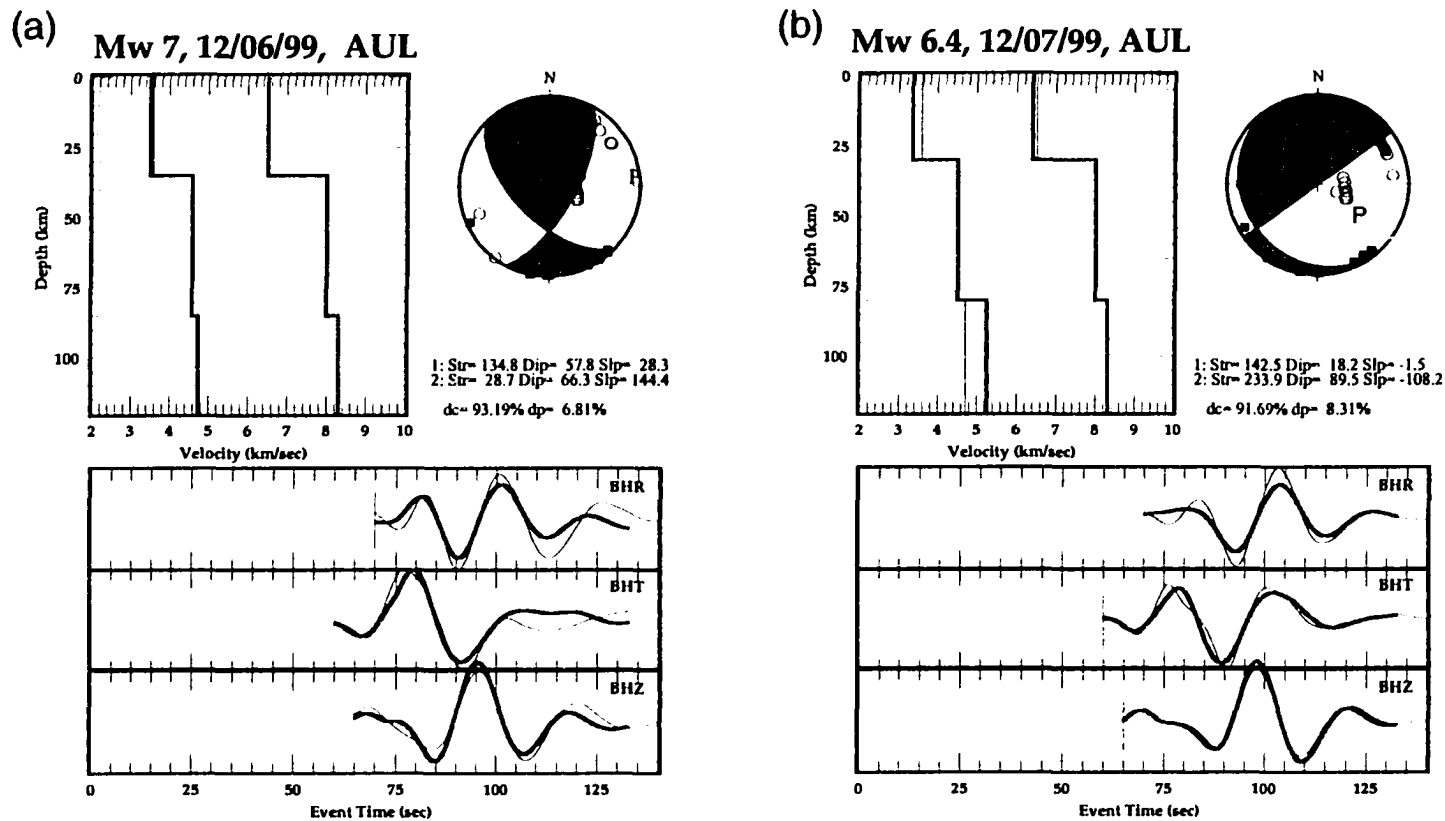 (a)
Mw 7, 12/06/99, AUL
0
25
50
75
100
Depth (km)
2 3 4 5 6 7 8 9 10
Velocity (km/sec)
N
P
1: Str= 134.8 Dip= 57.8 Slp= 28.3
2: Str= 28.7 Dip= 66.3 Slp= 144.4
dc= 93.19% dp= 6.81%
BHR
BHT
BHZ
0 25 50 75 100 125
Event Time (sec)
(b)
Mw 6.4, 12/07/99, AUL
0
25
50
75
100
Depth (km)
2 3 4 5 6 7 8 9 10
Velocity (km/sec)
N
P
1: Str= 142.5 Dip= 18.2 Slp= -1.5
2: Str= 233.9 Dip= 89.5 Slp= -108.2
dc= 91.69% dp= 8.31%
BHR
BHT
BHZ
0 25 50 75 100 125
Event Time (sec)